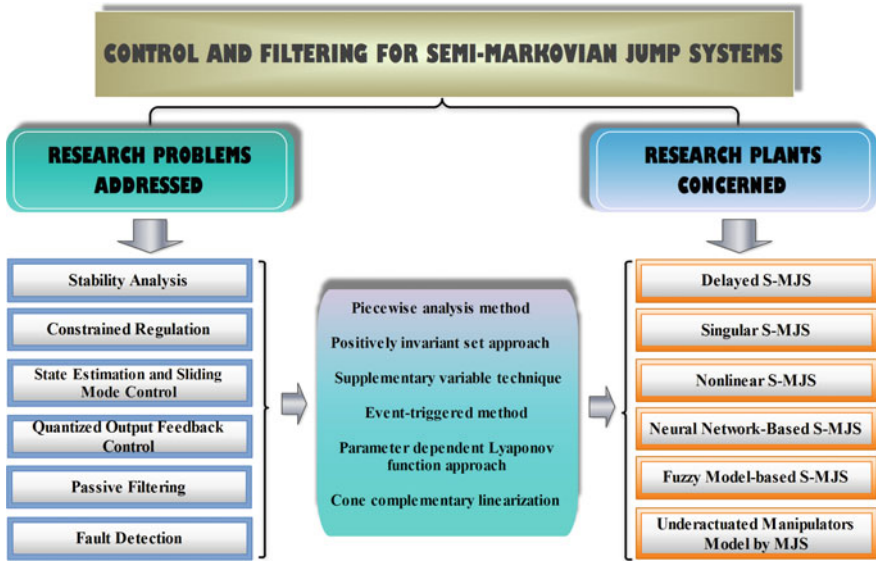 CONTROL AND FILTERING FOR SEMI-MARKOVIAN JUMP SYSTEMS
RESEARCH PROBLEMS
ADDRESSED
Stability Analysis
Constrained Regulation
State Estimation and Sliding
Mode Control
Quantized Output Feedback
Control
Passive Filtering
Fault Detection
Piecewise analysis method
Positively invariant set approach
Supplementary variable technique
Event-triggered method
Parameter dependent Lyaponov
function approach
Cone complementary linearization
RESEARCH PLANTS
CONCERNED
Delayed S-MJS
Singular S-MJS
Nonlinear S-MJS
Neural Network-Based S-MJS
Fuzzy Model-based S-MJS
Underactuated Manipulators
Model by MJS